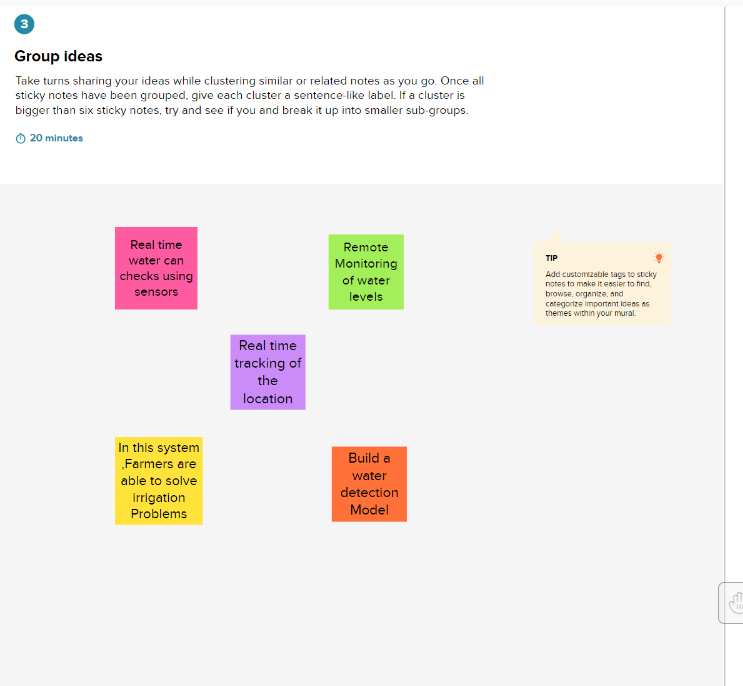 3
Group ideas
Take turns sharing your ideas while clustering similar or related notes as you go. Once all
sticky notes have been grouped, give each cluster a sentence-like label. If a cluster is
bigger than six sticky notes, try and see if you and break it up into smaller sub-groups.
20 minutes
Real time
water can
checks using
sensors
Remote
Monitoring
of water
levels
TIP
Add customizable tags to sticky
notes to make it easier to find,
browse, organize, and
categorize important ideas as
themes within your mural.
Real time
tracking of
the
location
In this system
,Farmers are
able to solve
irrigation
Problems
Build a
water
detection
Model